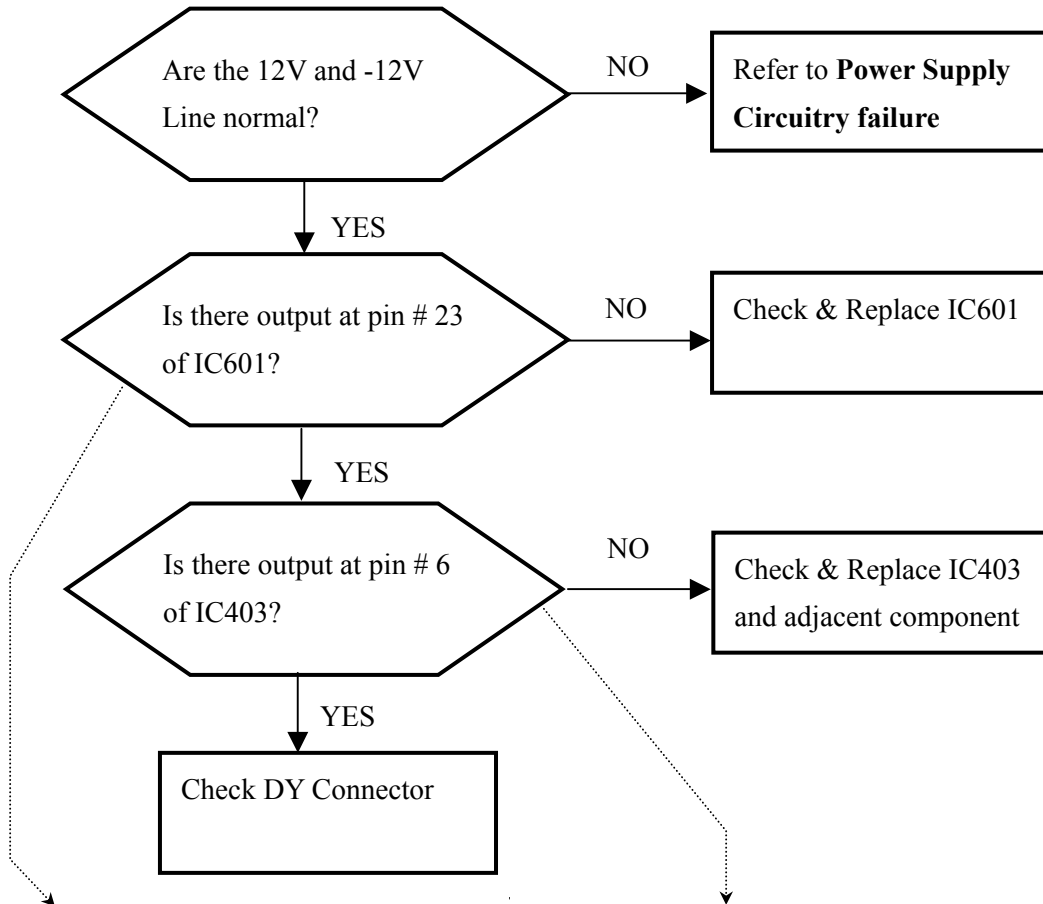 Are the 12V and -12V
Line normal?
NO
Refer to Power Supply
Circuitry failure
YES
Is there output at pin # 23
of IC601?
NO
Check & Replace IC601
YES
Is there output at pin # 6
of IC403?
NO
Check & Replace IC403
and adjacent component
YES
Check DY Connector